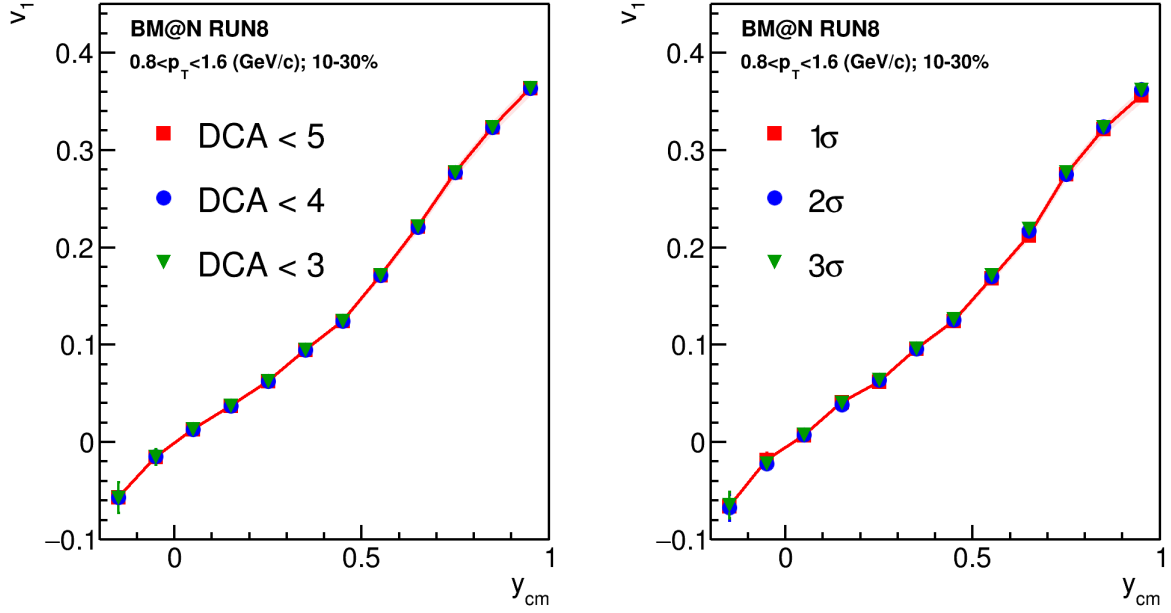 v₁
BM@N RUN8
0.8<p_T<1.6 (GeV/c); 10-30%
DCA < 5
DCA < 4
DCA < 3
0.4
0.3
0.2
0.1
0
−0.1
0
0.5
1
y_cm
v₁
BM@N RUN8
0.8<p_T<1.6 (GeV/c); 10-30%
1σ
2σ
3σ
0.4
0.3
0.2
0.1
0
−0.1
0
0.5
1
y_cm